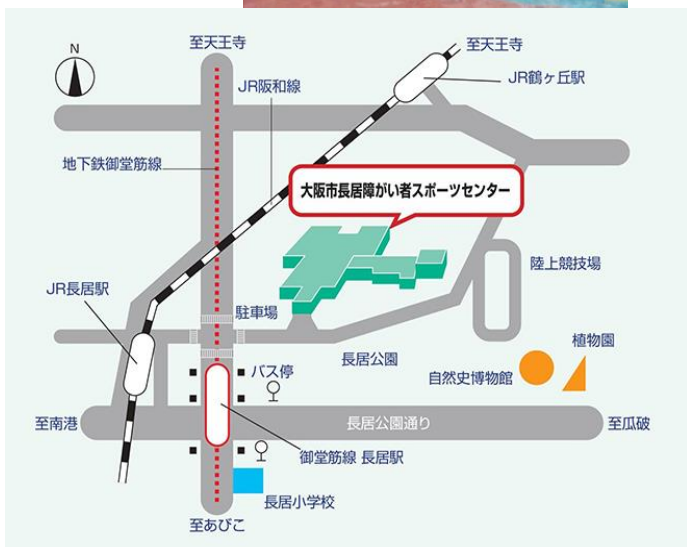 至天王寺
至天王寺
N
JR鶴ヶ丘駅
JR阪和線
地下鉄御堂筋線
大阪市長居障がい者スポーツセンター
陸上競技場
JR長居駅
駐車場
植物園
長居公園
バス停
自然史博物館
至南港
長居公園通り
至瓜破
御堂筋線 長居駅
長居小学校
至あびこ